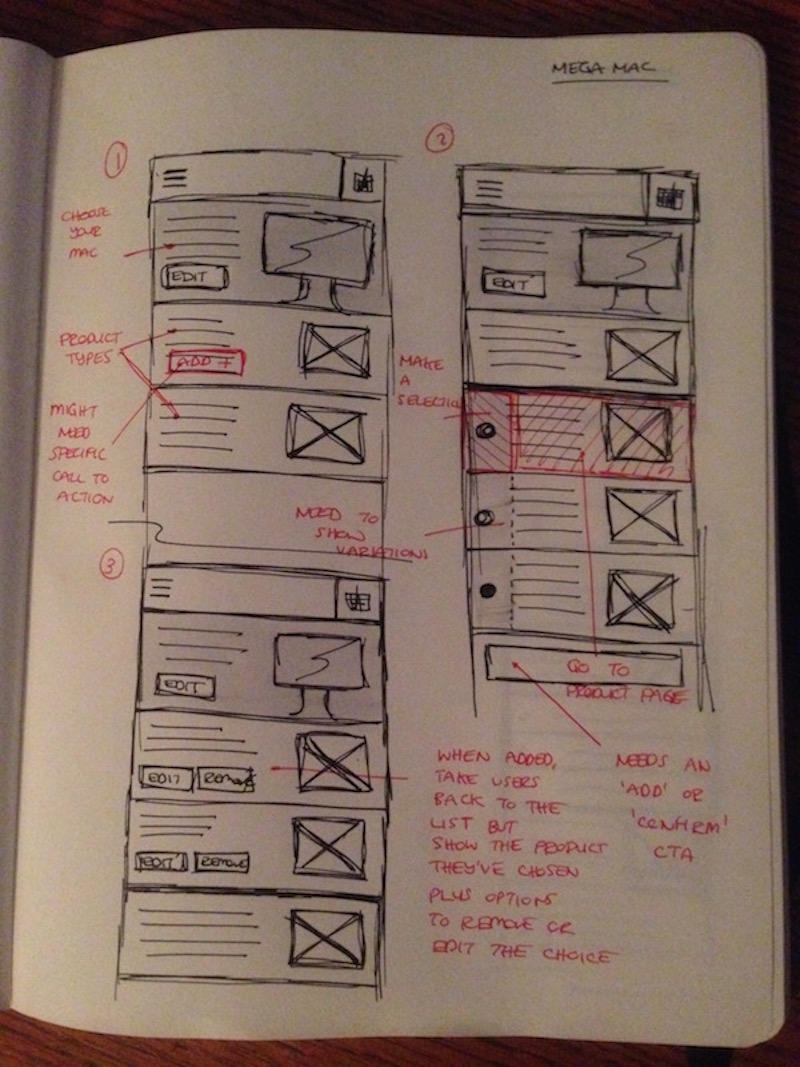 MEGA MAC
1
CHOOSE
YOUR
MAC
EDIT
PRODUCT
TYPES
ADD +
MIGHT
NEED
SPECIFIC
CALL TO
ACTION
2
EDIT
MAKE
A
SELECTION
NEED TO
SHOW
VARIATIONS
GO TO
PRODUCT PAGE
NEEDS AN
'ADD' OR
'CONFIRM'
CTA
3
EDIT
EDIT REMOVE
EDIT REMOVE
WHEN ADDED,
TAKE USERS
BACK TO THE
LIST BUT
SHOW THE PRODUCT
THEY'VE CHOSEN
PLUS OPTIONS
TO REMOVE OR
EDIT THE CHOICE